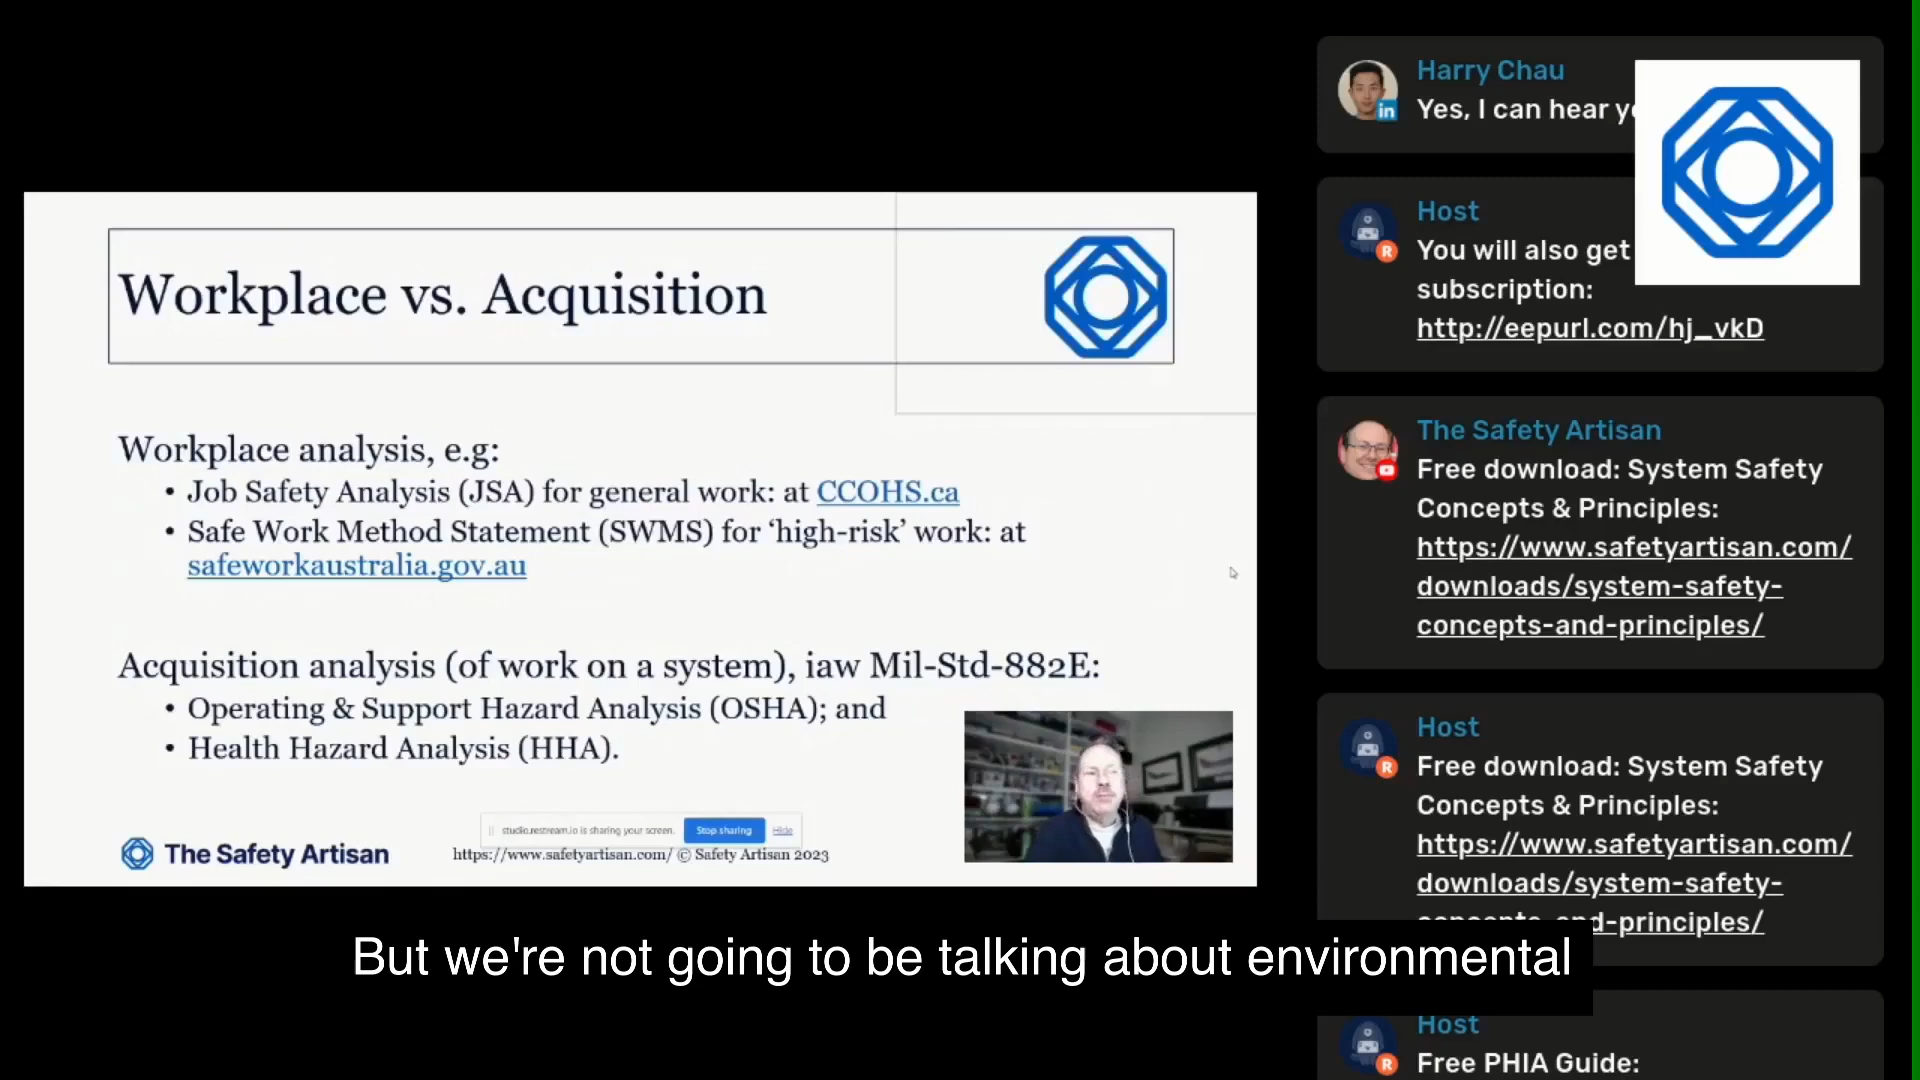 Workplace vs. Acquisition
Workplace analysis, e.g:
• Job Safety Analysis (JSA) for general work: at CCOHS.ca
• Safe Work Method Statement (SWMS) for ‘high-risk’ work: at
safeworkaustralia.gov.au
Acquisition analysis (of work on a system), iaw Mil-Std-882E:
• Operating & Support Hazard Analysis (OSHA); and
• Health Hazard Analysis (HHA).
studio.restream.io is sharing your screen.
Stop sharing
Hide
The Safety Artisan
https://www.safetyartisan.com/ © Safety Artisan 2023
But we're not going to be talking about environmental
Harry Chau
in
Yes, I can hear
Host
R
You will also get
subscription:
http://eepurl.com/hj_vkD
The Safety Artisan
Free download: System Safety
Concepts & Principles:
https://www.safetyartisan.com/
downloads/system-safety-
concepts-and-principles/
Host
R
Free download: System Safety
Concepts & Principles:
https://www.safetyartisan.com/
downloads/system-safety-
concepts-and-principles/
Host
R
Free PHIA Guide: